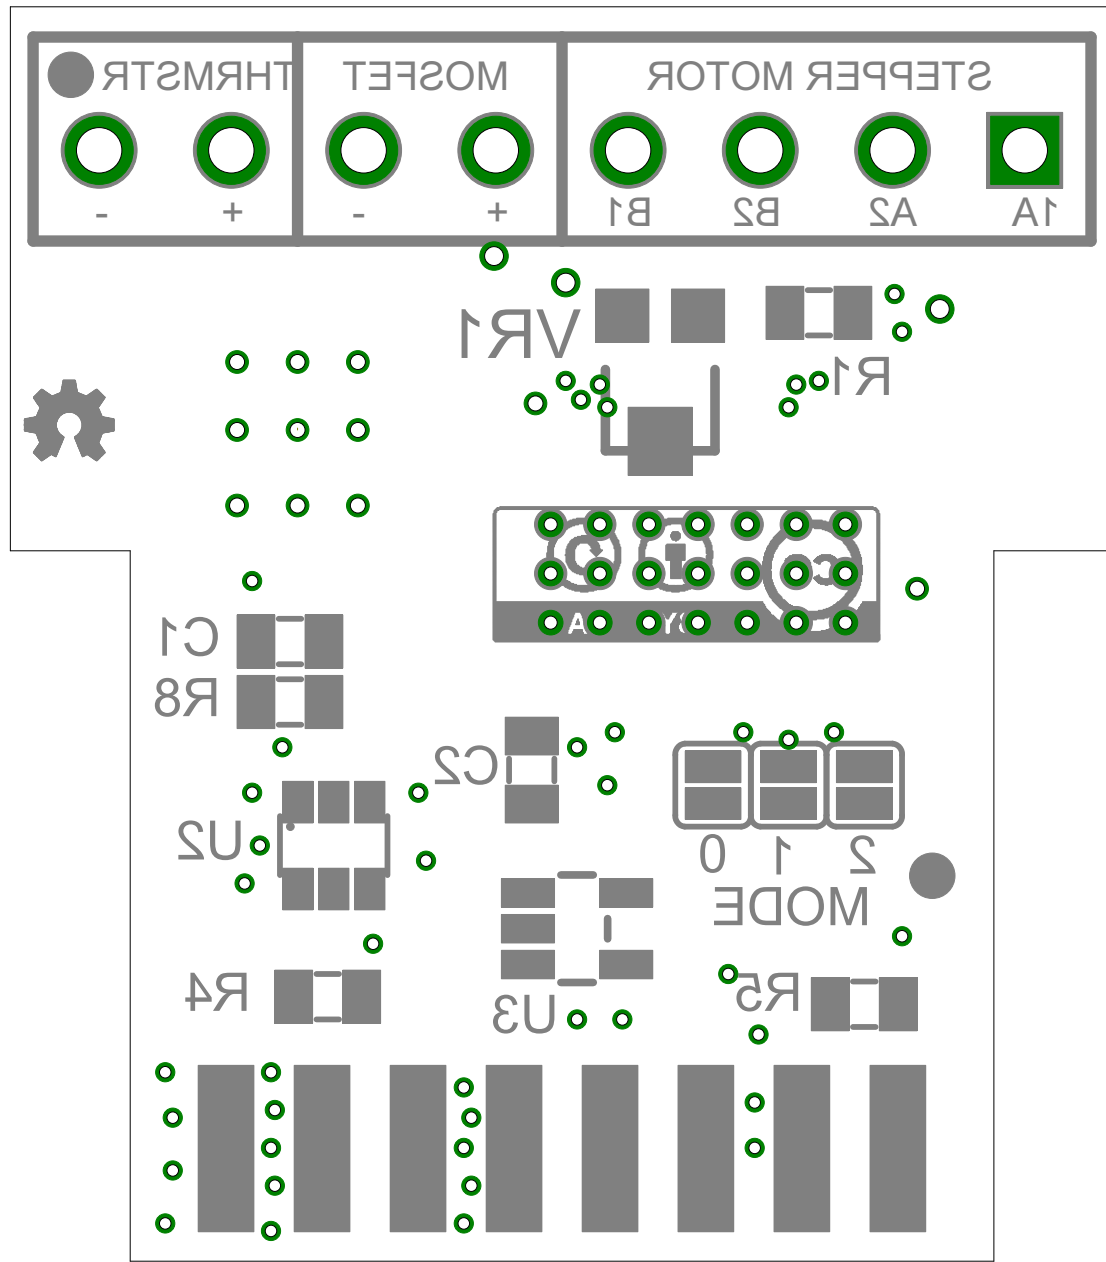 STEPPER MOTOR MOSFET THRMSTR
1A A2 B2 B1 + - + -
VR1
R1
C1
R8
C2
U2
0 1 2
MODE
R4
R5
U3